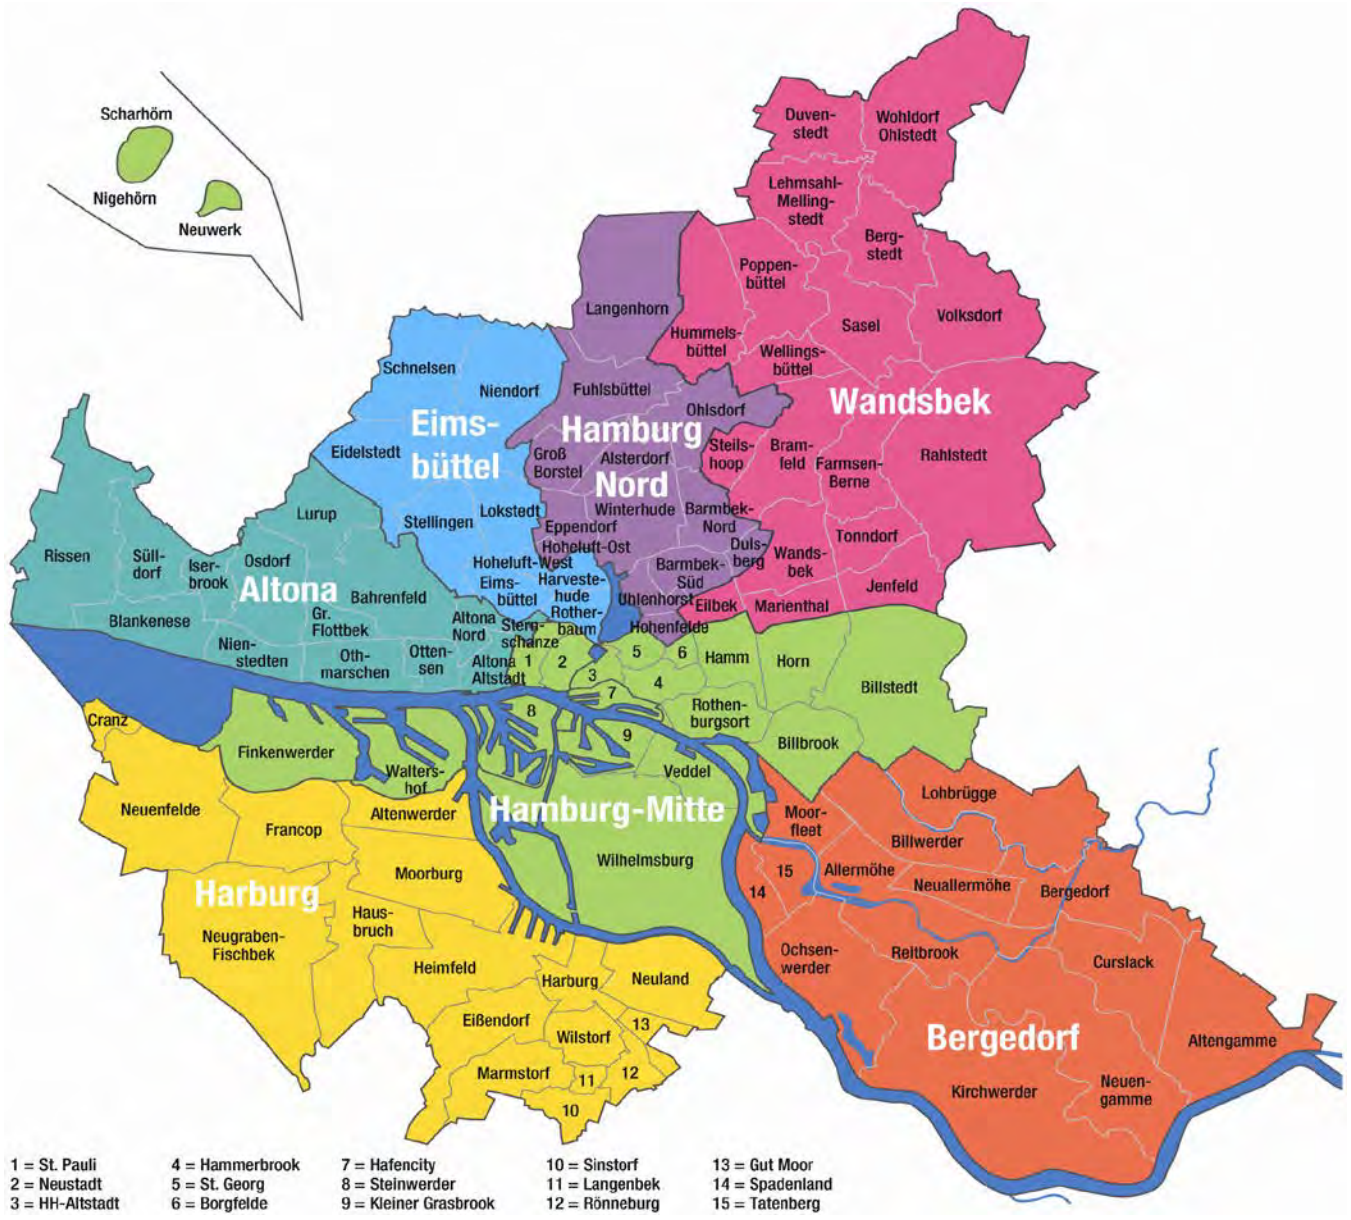 Scharhörn
Nigehörn
Neuwerk
Duven-
stedt
Wohldorf
Ohlstedt
Lehmsahl-
Melling-
stedt
Berg-
stedt
Poppen-
büttel
Hummels-
büttel
Sasel
Volksdorf
Wellings-
büttel
Wandsbek
Steils-
hoop
Bram-
feld
Farmsen-
Berne
Rahlstedt
Tonndorf
Wands-
bek
Jenfeld
Eilbek
Marienthal
Langenhorn
Fuhlsbüttel
Ohlsdorf
Hamburg
Nord
Groß
Borstel
Alsterdorf
Winterhude
Barmbek-
Nord
Eppendorf
Hoheluft-Ost
Duls-
berg
Barmbek-
Süd
Uhlenhorst
Hohenfelde
Schnelsen
Niendorf
Eims-
büttel
Eidelstedt
Stellingen
Lokstedt
Hoheluft-West
Eims-
büttel
Harveste-
hude
Rother-
baum
Rissen
Süll-
dorf
Iser-
brook
Osdorf
Lurup
Altona
Bahrenfeld
Blankenese
Gr.
Flottbek
Nien-
stedten
Oth-
marschen
Otten-
sen
Altona
Nord
Stern-
schanze
Altona
Altstadt
1
2
3
4
5
6
7
8
9
Hamm
Horn
Billstedt
Rothen-
burgsort
Billbrook
Finkenwerder
Walters-
hof
Veddel
Hamburg-Mitte
Wilhelmsburg
Cranz
Neuenfelde
Francop
Altenwerder
Moorburg
Harburg
Haus-
bruch
Neugraben-
Fischbek
Heimfeld
Harburg
Neuland
Eißendorf
Wilstorf
13
Marmstorf
11
12
10
Moor-
fleet
Lohbrügge
Billwerder
Allermöhe
Neuallermöhe
Bergedorf
14
15
Ochsen-
werder
Reitbrook
Curslack
Bergedorf
Altengamme
Kirchwerder
Neuen-
gamme
1 = St. Pauli
2 = Neustadt
3 = HH-Altstadt
4 = Hammerbrook
5 = St. Georg
6 = Borgfelde
7 = Hafencity
8 = Steinwerder
9 = Kleiner Grasbrook
10 = Sinstorf
11 = Langenbek
12 = Rönneburg
13 = Gut Moor
14 = Spadenland
15 = Tatenberg